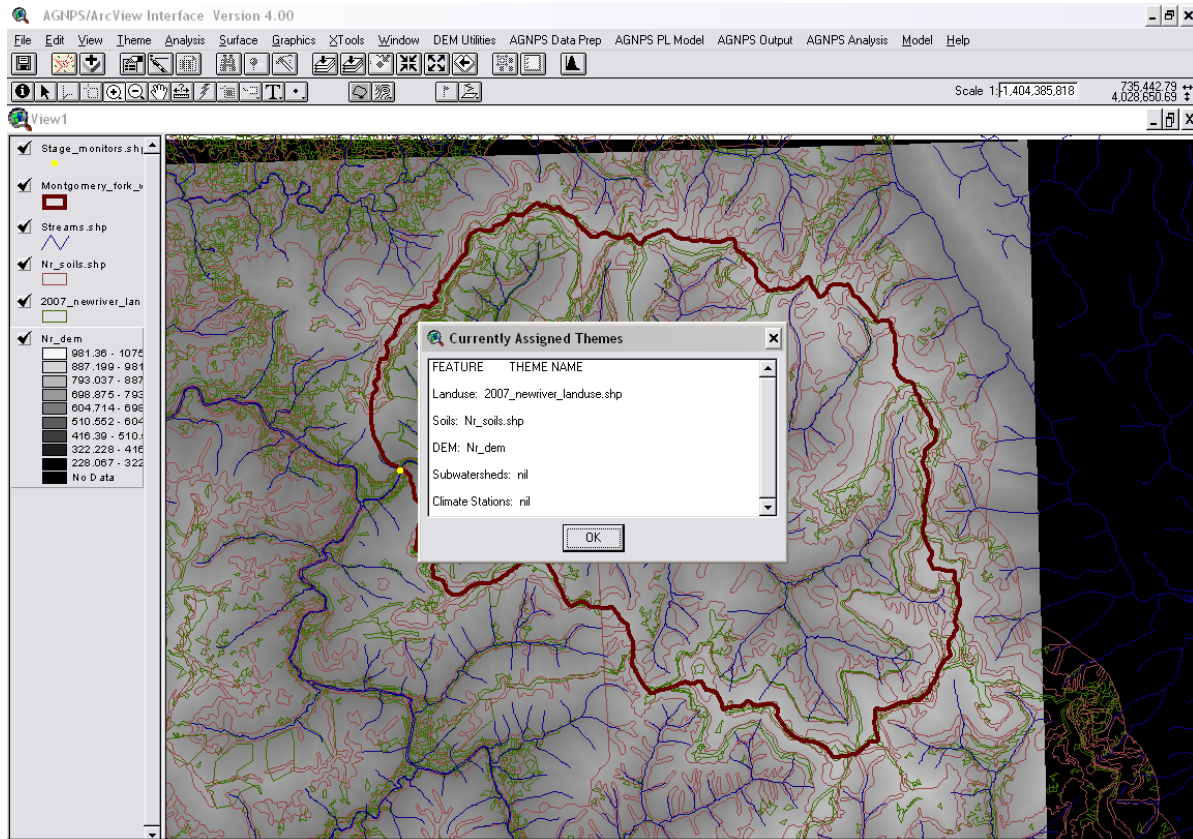 AGNPS/ArcView Interface Version 4.00
File Edit View Theme Analysis Surface Graphics XTools Window DEM Utilities AGNPS Data Prep AGNPS PL Model AGNPS Output AGNPS Analysis Model Help
T
Scale 1: 1,404,385,818
735,442.79
4,028,650.69
View1
Stage_monitors.sh
Montgomery_fork_
Streams.shp
Nr_soils.shp
2007_newriver_lan
Nr_dem
981.36 - 1075
887.199 - 981
793.037 - 887
698.875 - 793
604.714 - 698
510.552 - 604
416.39 - 510.
322.228 - 416
228.067 - 322
No Data
Currently Assigned Themes
FEATURE THEME NAME
Landuse: 2007_newriver_landuse.shp
Soils: Nr_soils.shp
DEM: Nr_dem
Subwatersheds: nil
Climate Stations: nil
OK